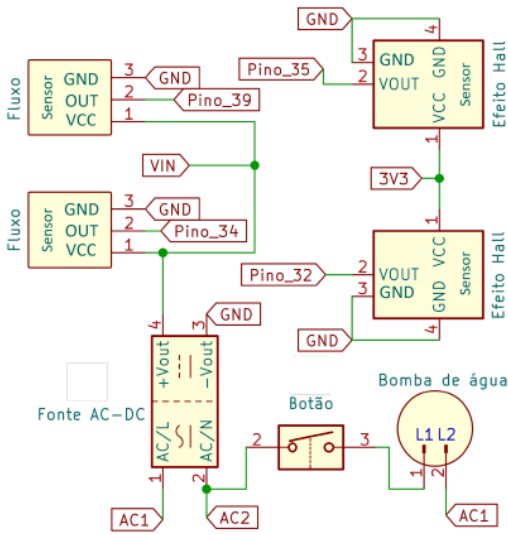 Fluxo
Sensor
GND
OUT
VCC
3
2
1
GND
Pino_39
VIN
Fluxo
Sensor
GND
OUT
VCC
3
2
1
GND
Pino_34
GND
Pino_35
4
3
2
GND
VOUT
GND
VCC
Sensor
Efeito Hall
1
3V3
1
Pino_32
2
3
VOUT
GND
VCC
GND
Sensor
Efeito Hall
GND
4
4
3
GND
+Vout
-Vout
AC/L
AC/N
Fonte AC-DC
1
2
AC1
AC2
Botão
2
3
Bomba de água
L1 L2
1
2
AC1